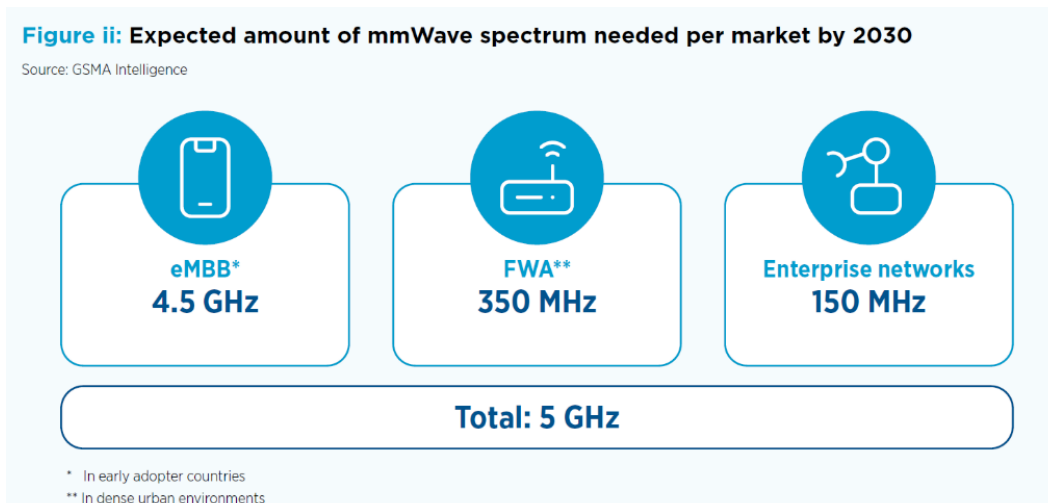 Figure ii: Expected amount of mmWave spectrum needed per market by 2030
Source: GSMA Intelligence
eMBB*
4.5 GHz
FWA**
350 MHz
Enterprise networks
150 MHz
Total: 5 GHz
* In early adopter countries
** In dense urban environments